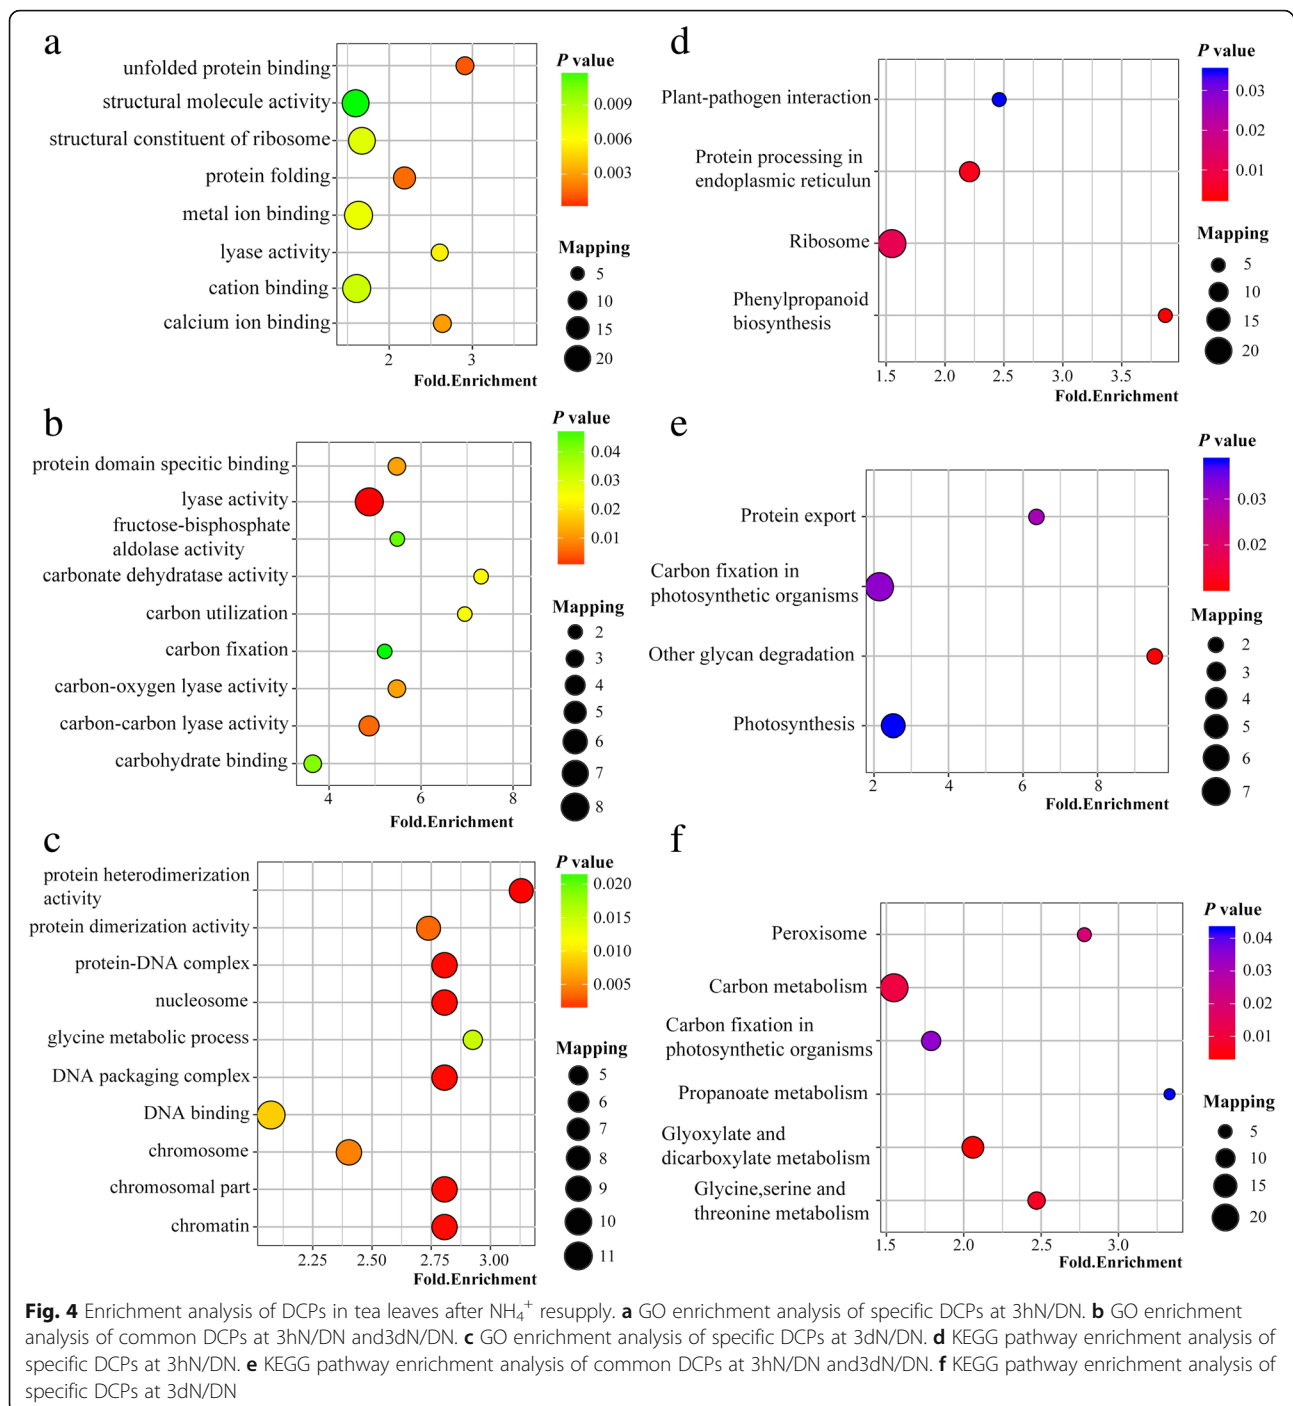 a
unfolded protein binding
structural molecule activity
structural constituent of ribosome
protein folding
metal ion binding
lyase activity
cation binding
calcium ion binding
2 3
Fold.Enrichment
P value
0.009
0.006
0.003
Mapping
5
10
15
20
d
Plant-pathogen interaction
Protein processing in
endoplasmic reticulun
Ribosome
Phenylpropanoid
biosynthesis
1.5 2.0 2.5 3.0 3.5
Fold.Enrichment
P value
0.03
0.02
0.01
Mapping
5
10
15
20
b
protein domain specitic binding
lyase activity
fructose-bisphosphate
aldolase activity
carbonate dehydratase activity
carbon utilization
carbon fixation
carbon-oxygen lyase activity
carbon-carbon lyase activity
carbohydrate binding
4 6 8
Fold.Enrichment
P value
0.04
0.03
0.02
0.01
Mapping
2
3
4
5
6
7
8
e
Protein export
Carbon fixation in
photosynthetic organisms
Other glycan degradation
Photosynthesis
2 4 6 8
Fold.Enrichment
P value
0.03
0.02
Mapping
2
3
4
5
6
7
c
protein heterodimerization
activity
protein dimerization activity
protein-DNA complex
nucleosome
glycine metabolic process
DNA packaging complex
DNA binding
chromosome
chromosomal part
chromatin
2.25 2.50 2.75 3.00
Fold.Enrichment
P value
0.020
0.015
0.010
0.005
Mapping
5
6
7
8
9
10
11
f
Peroxisome
Carbon metabolism
Carbon fixation in
photosynthetic organisms
Propanoate metabolism
Glyoxylate and
dicarboxylate metabolism
Glycine,serine and
threonine metabolism
1.5 2.0 2.5 3.0
Fold.Enrichment
P value
0.04
0.03
0.02
0.01
Mapping
5
10
15
20
Fig. 4 Enrichment analysis of DCPs in tea leaves after NH₄⁺ resupply. a GO enrichment analysis of specific DCPs at 3hN/DN. b GO enrichment
analysis of common DCPs at 3hN/DN and3dN/DN. c GO enrichment analysis of specific DCPs at 3dN/DN. d KEGG pathway enrichment analysis of
specific DCPs at 3hN/DN. e KEGG pathway enrichment analysis of common DCPs at 3hN/DN and3dN/DN. f KEGG pathway enrichment analysis of
specific DCPs at 3dN/DN